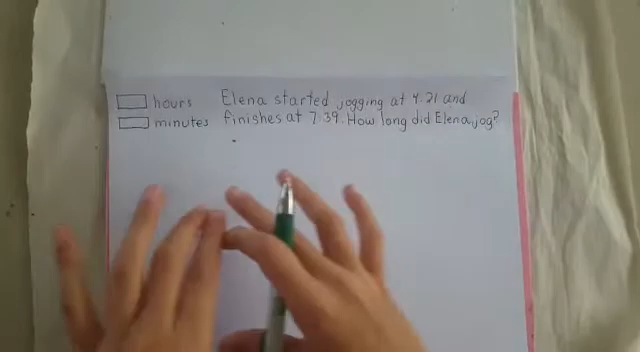 hours Elena started jogging at 4:21 and
minutes finishes at 7:39. How long did Elena jog?